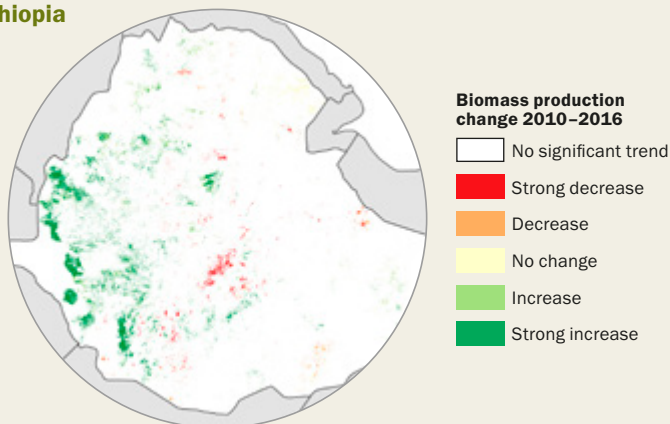 hiopia
Biomass production
change 2010–2016
No significant trend
Strong decrease
Decrease
No change
Increase
Strong increase